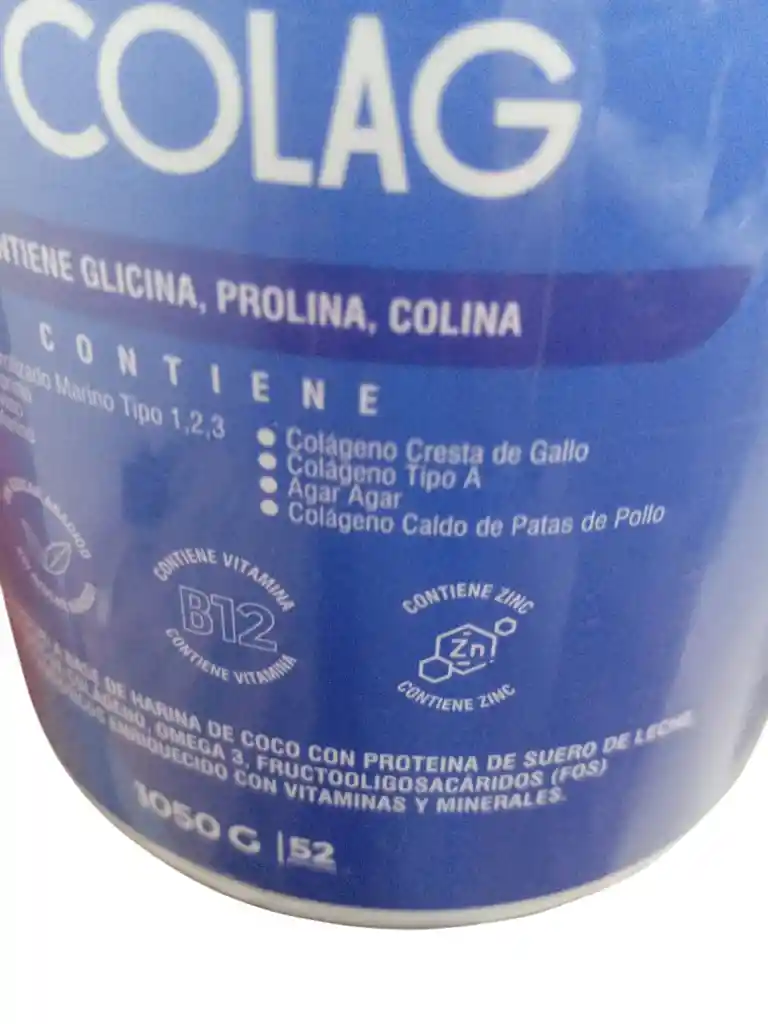 COLAG
GLICINA, PROLINA, COLINA
CONTIENE
Marino Tipo 1,2,3
Colágeno Cresta de Gallo
Colágeno Tipo A
Agar Agar
Colágeno Caldo de Patas de Pollo
CONTIENE VITAMINA
B12
CONTIENE VITAMINA
CONTIENE ZINC
Zn
CONTIENE ZINC
A BASE DE HARINA DE COCO CON PROTEINA DE SUERO DE LECHE,
COLAGENO, OMEGA 3, FRUCTOOLIGOSACÁRIDOS (FOS)
ENRIQUECIDO CON VITAMINAS Y MINERALES.
1050 G | 52